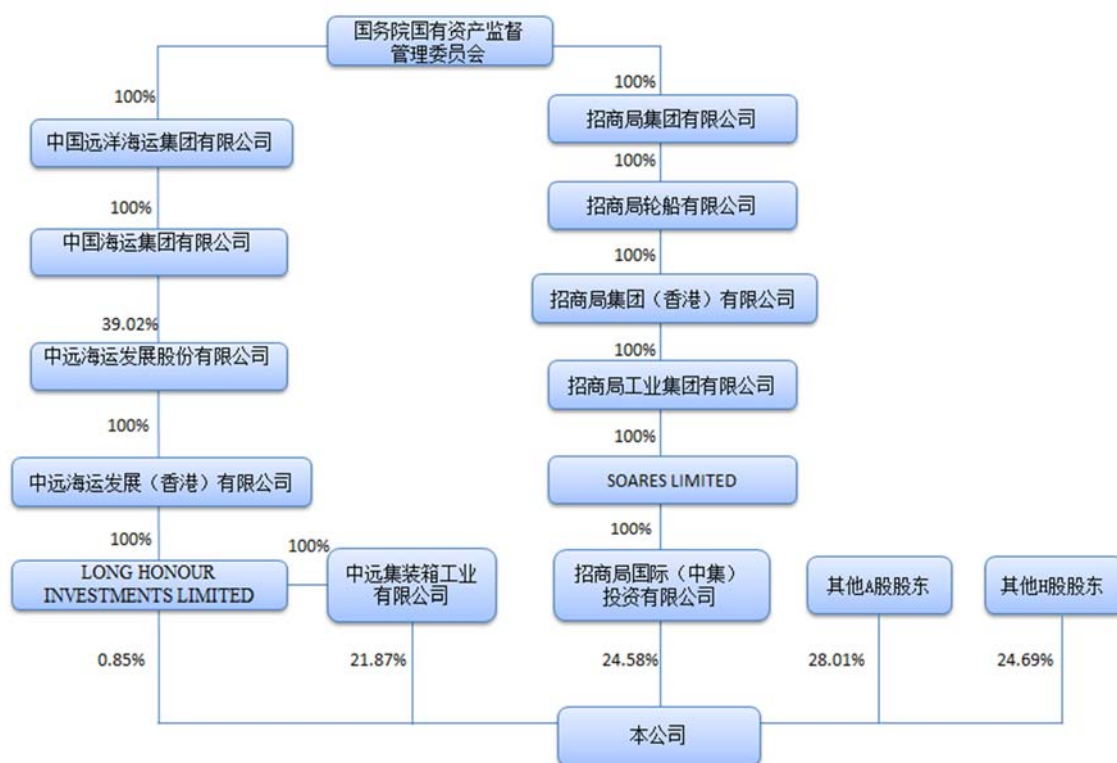 国务院国有资产监督
管理委员会
100%
100%
中国远洋海运集团有限公司
招商局集团有限公司
100%
100%
中国海运集团有限公司
招商局轮船有限公司
100%
39.02%
招商局集团（香港）有限公司
中远海运发展股份有限公司
100%
招商局工业集团有限公司
100%
100%
中远海运发展（香港）有限公司
SOARES LIMITED
100%
100%
100%
LONG HONOUR
INVESTMENTS LIMITED
中远集装箱工业
有限公司
招商局国际（中集）
投资有限公司
其他A股股东
其他H股股东
0.85%
21.87%
24.58%
28.01%
24.69%
本公司